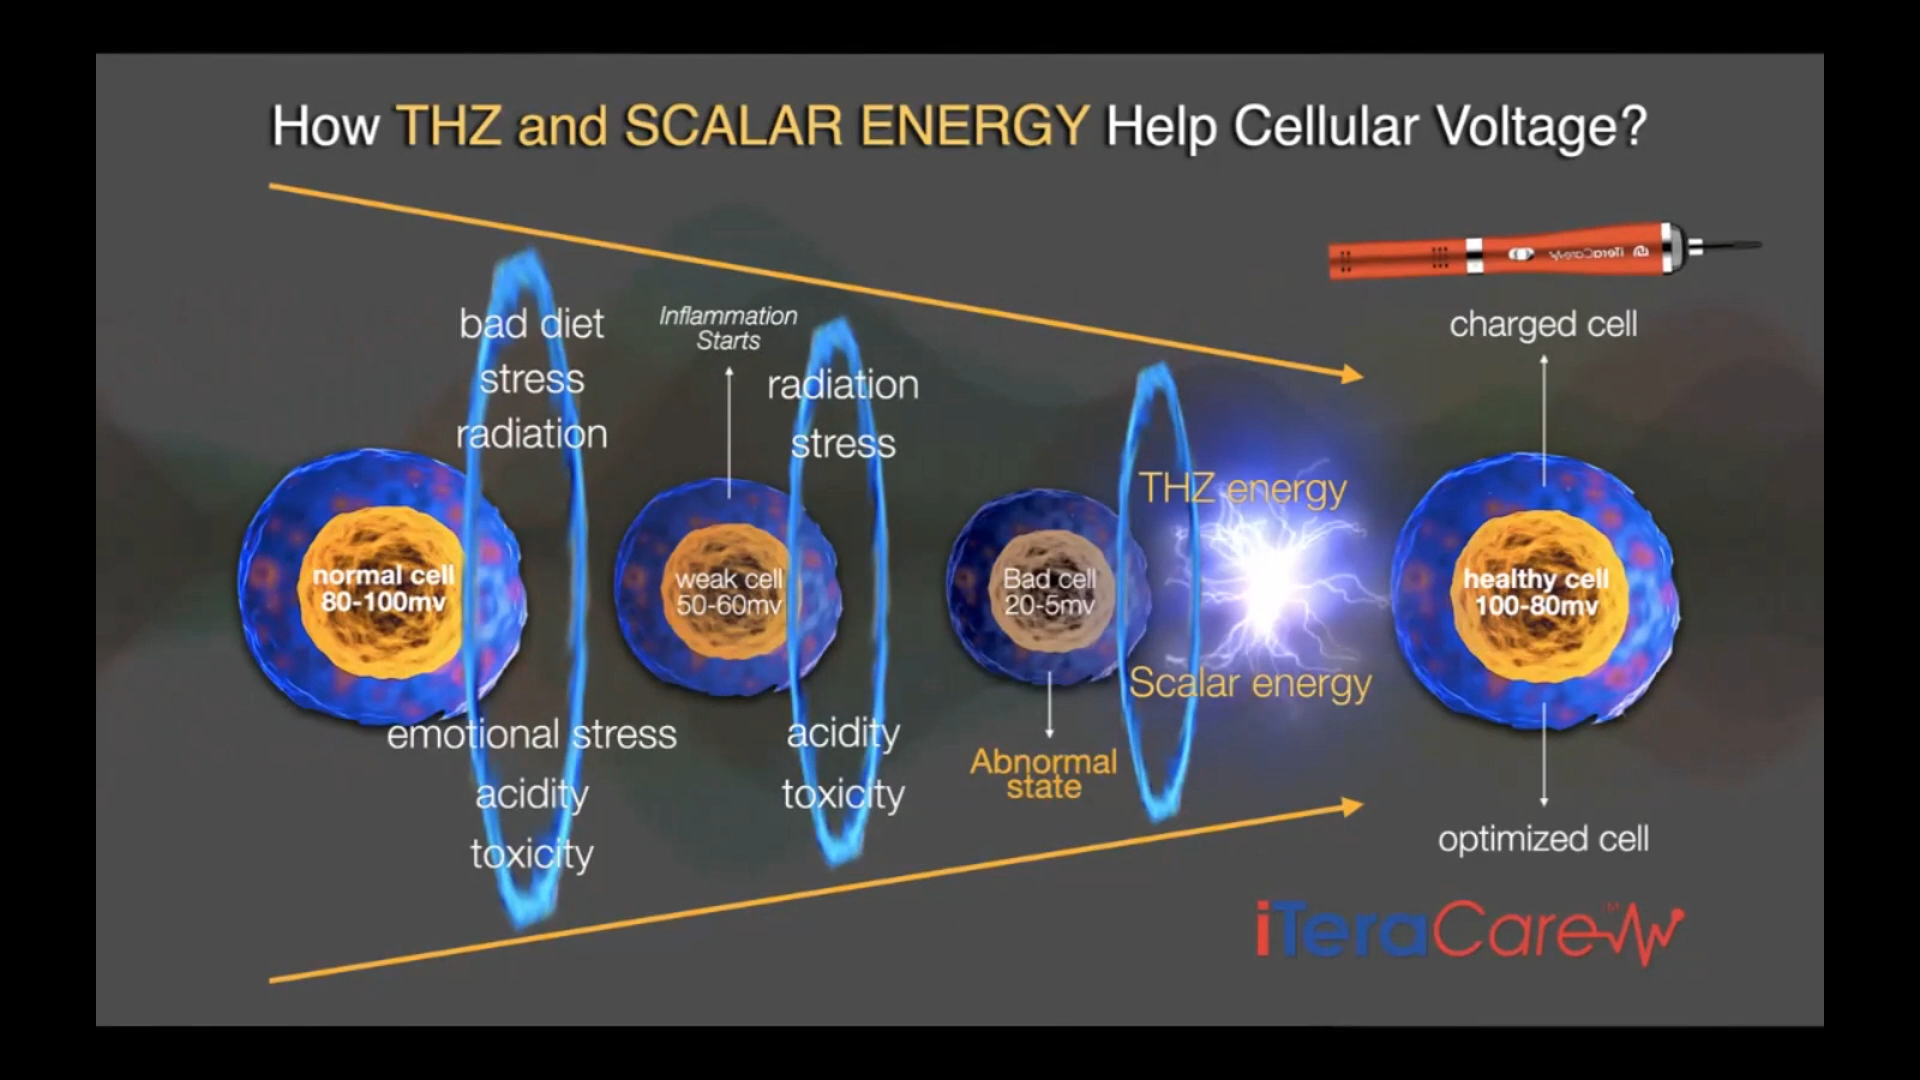 How THZ and SCALAR ENERGY Help Cellular Voltage?
iTeraCare
bad diet
stress
radiation
Inflammation
Starts
radiation
stress
charged cell
THZ energy
normal cell
80-100mv
weak cell
50-60mv
Bad cell
20-5mv
healthy cell
100-80mv
Scalar energy
emotional stress
acidity
toxicity
acidity
toxicity
Abnormal
state
optimized cell
iTeraCare™